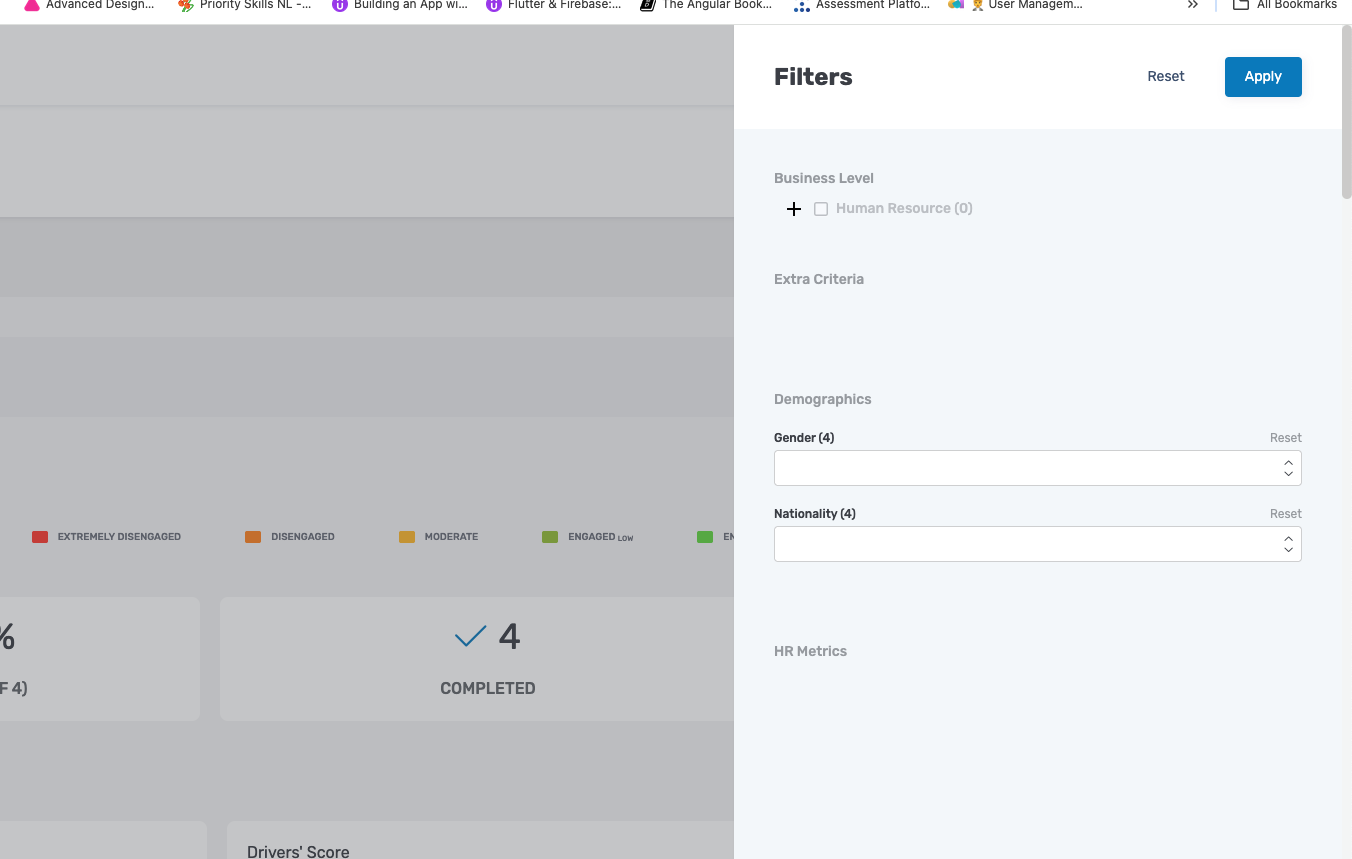 Advanced Design...
Priority Skills NL -...
Building an App wi...
Flutter & Firebase:...
The Angular Book...
Assessment Platfo...
User Managem...
All Bookmarks
Filters
Reset
Apply
Business Level
Human Resource (0)
Extra Criteria
Demographics
Gender (4)
Reset
Nationality (4)
Reset
HR Metrics
EXTREMELY DISENGAGED
DISENGAGED
MODERATE
ENGAGED LOW
%
4
F 4)
COMPLETED
Drivers' Score